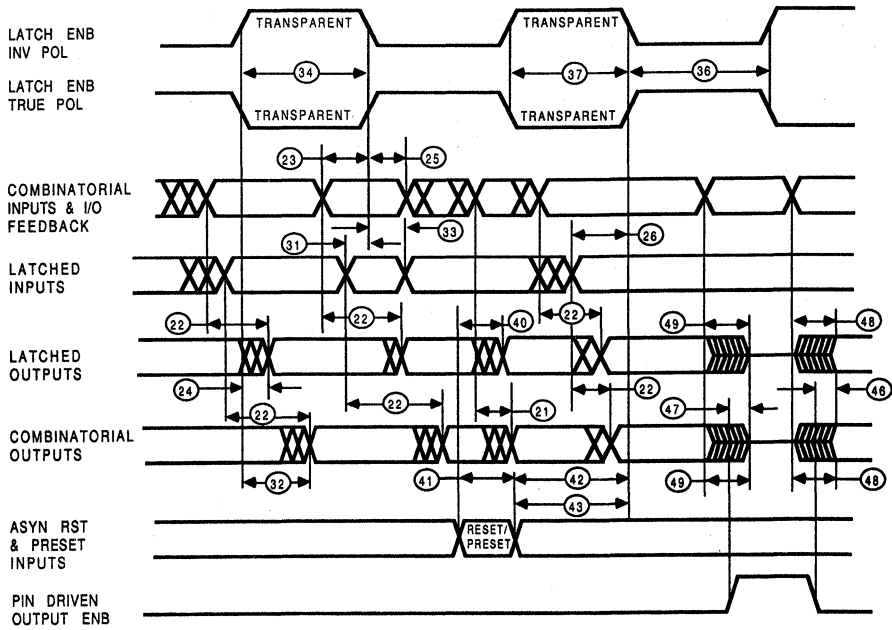 LATCH ENB
INV POL
TRANSPARENT
TRANSPARENT
34
37
36
LATCH ENB
TRUE POL
TRANSPARENT
TRANSPARENT
23
25
COMBINATORIAL
INPUTS & I/O
FEEDBACK
33
26
31
LATCHED
INPUTS
22
22
40
22
49
48
LATCHED
OUTPUTS
24
22
22
21
22
47
46
COMBINATORIAL
OUTPUTS
32
41
42
49
48
43
ASYN RST
& PRESET
INPUTS
RESET/
PRESET
PIN DRIVEN
OUTPUT ENB